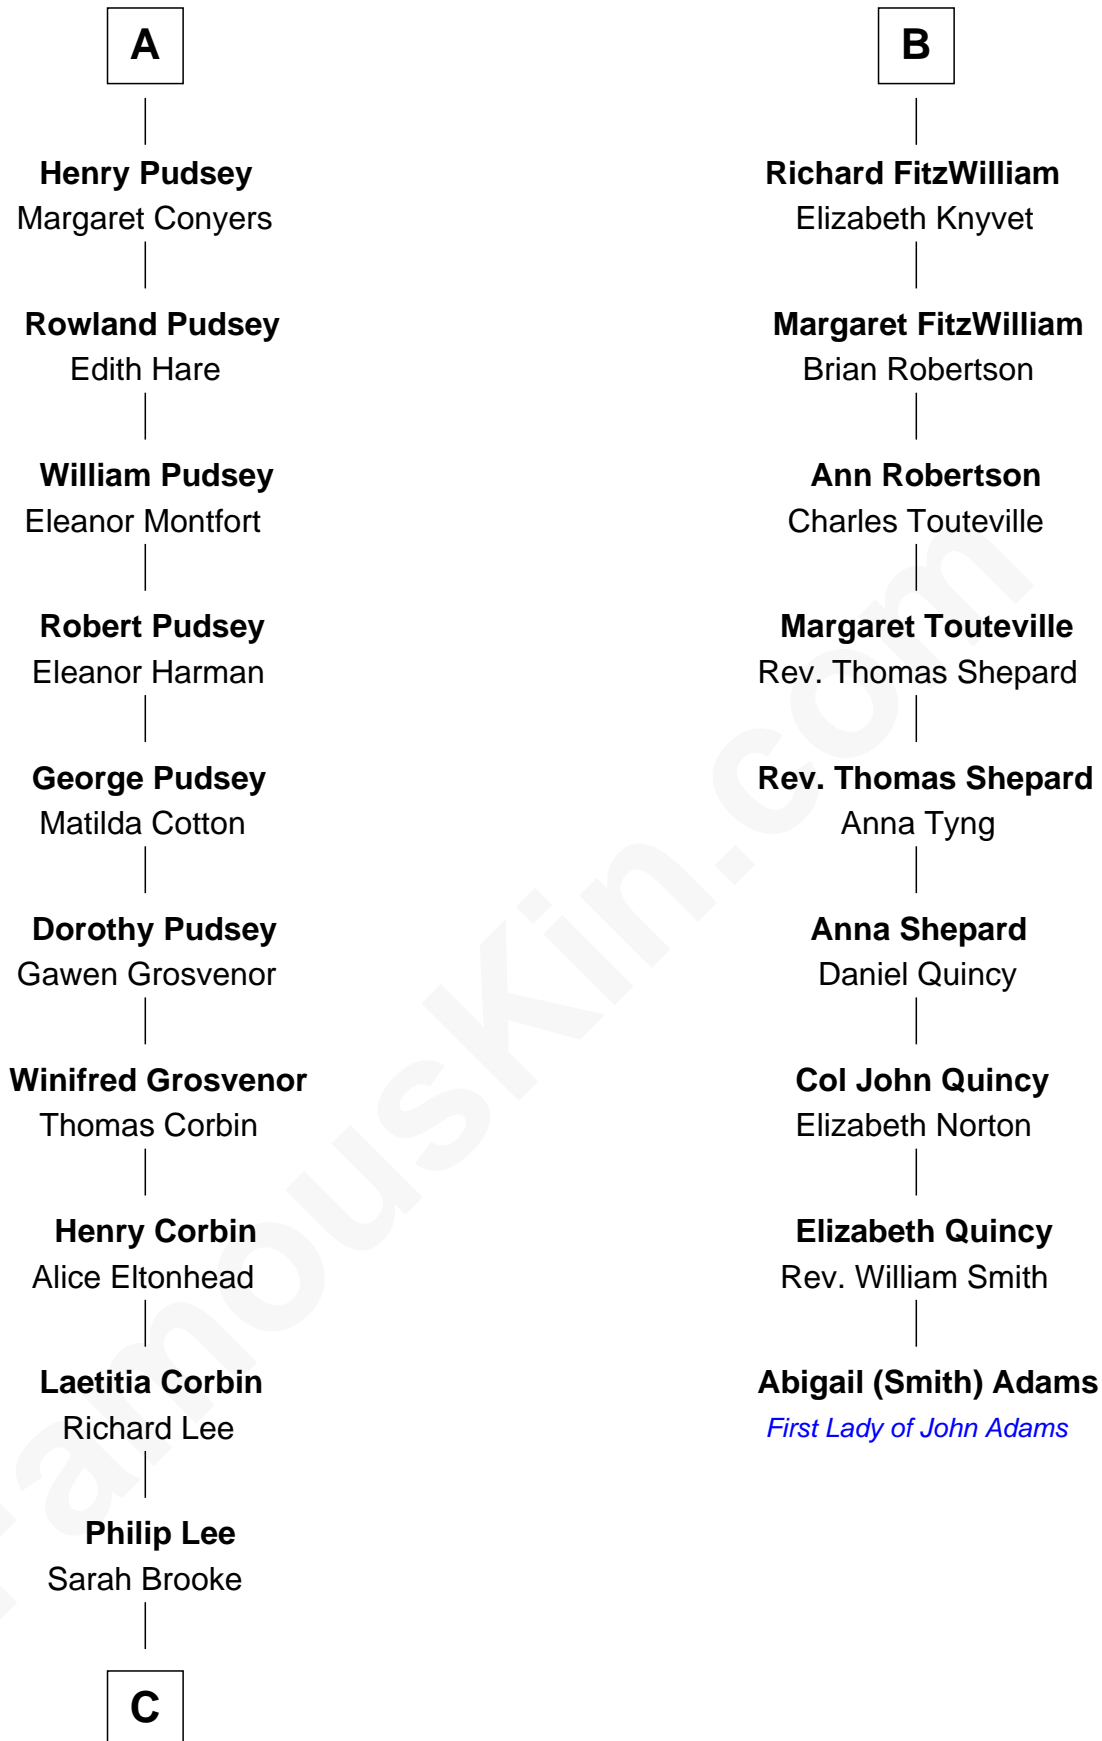 A
Henry Pudsey
Margaret Conyers
Rowland Pudsey
Edith Hare
William Pudsey
Eleanor Montfort
Robert Pudsey
Eleanor Harman
George Pudsey
Matilda Cotton
Dorothy Pudsey
Gawen Grosvenor
Winifred Grosvenor
Thomas Corbin
Henry Corbin
Alice Eltonhead
Laetitia Corbin
Richard Lee
Philip Lee
Sarah Brooke
C
B
Richard FitzWilliam
Elizabeth Knyvet
Margaret FitzWilliam
Brian Robertson
Ann Robertson
Charles Touteville
Margaret Touteville
Rev. Thomas Shepard
Rev. Thomas Shepard
Anna Tyng
Anna Shepard
Daniel Quincy
Col John Quincy
Elizabeth Norton
Elizabeth Quincy
Rev. William Smith
Abigail (Smith) Adams
First Lady of John Adams
FamousKin.com